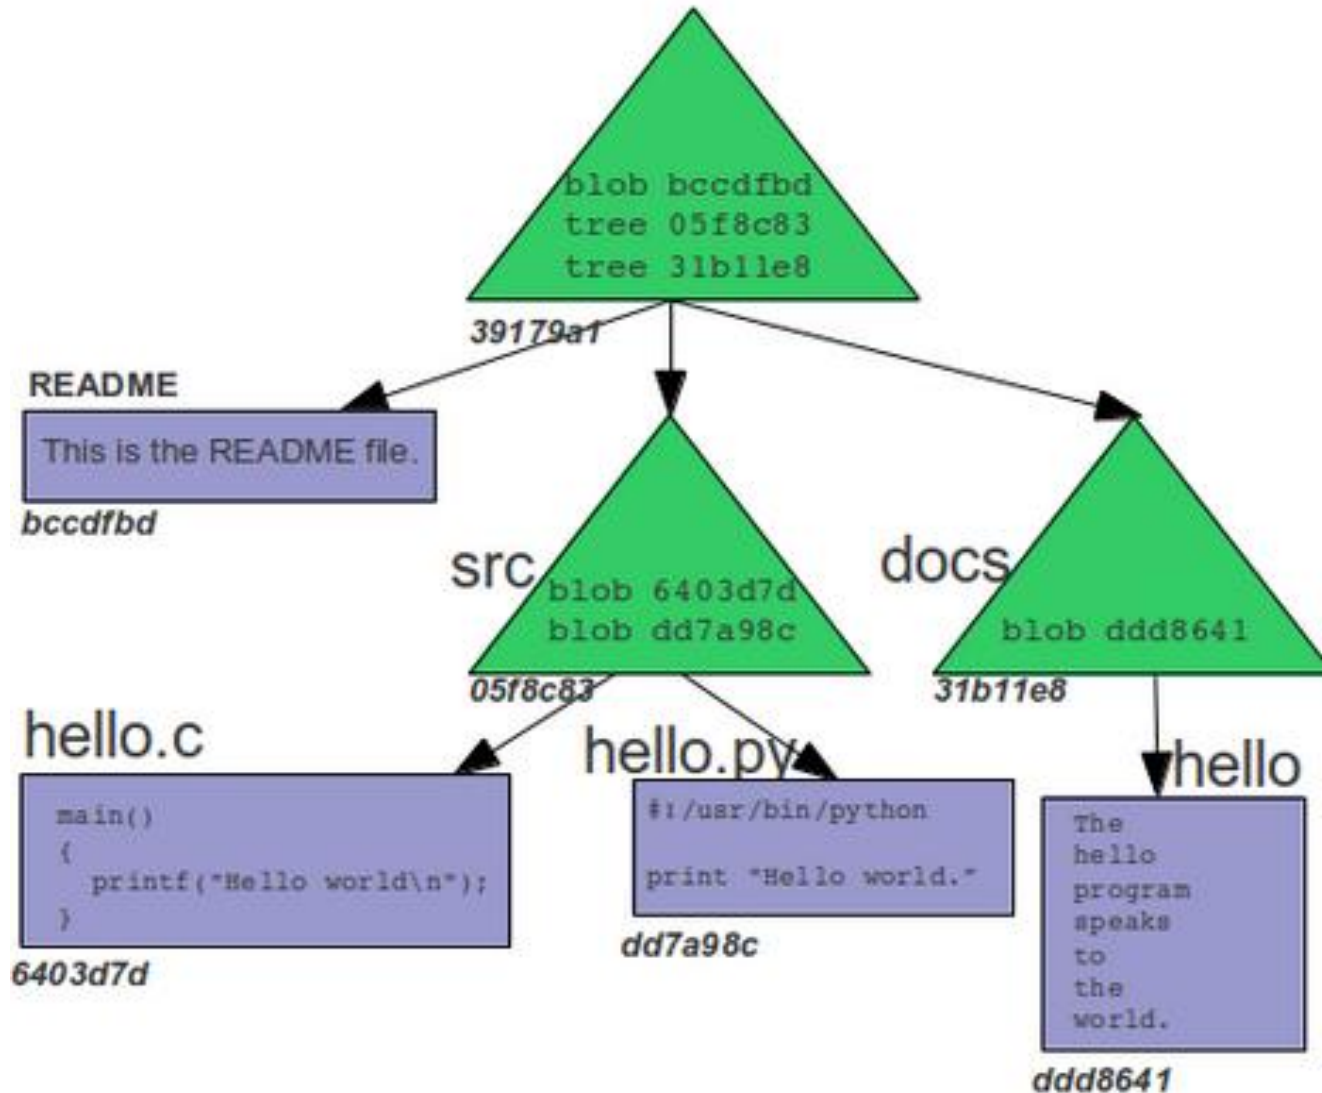 blob bccdfbd
tree 05f8c83
tree 31b11e8
39179a1
README
This is the README file.
bccdfbd
src
blob 6403d7d
blob dd7a98c
05f8c83
docs
blob ddd8641
31b11e8
hello.c
main()
{
printf("Hello world\n");
}
6403d7d
hello.py
#!/usr/bin/python
print "Hello world."
dd7a98c
hello
The
hello
program
speaks
to
the
world.
ddd8641